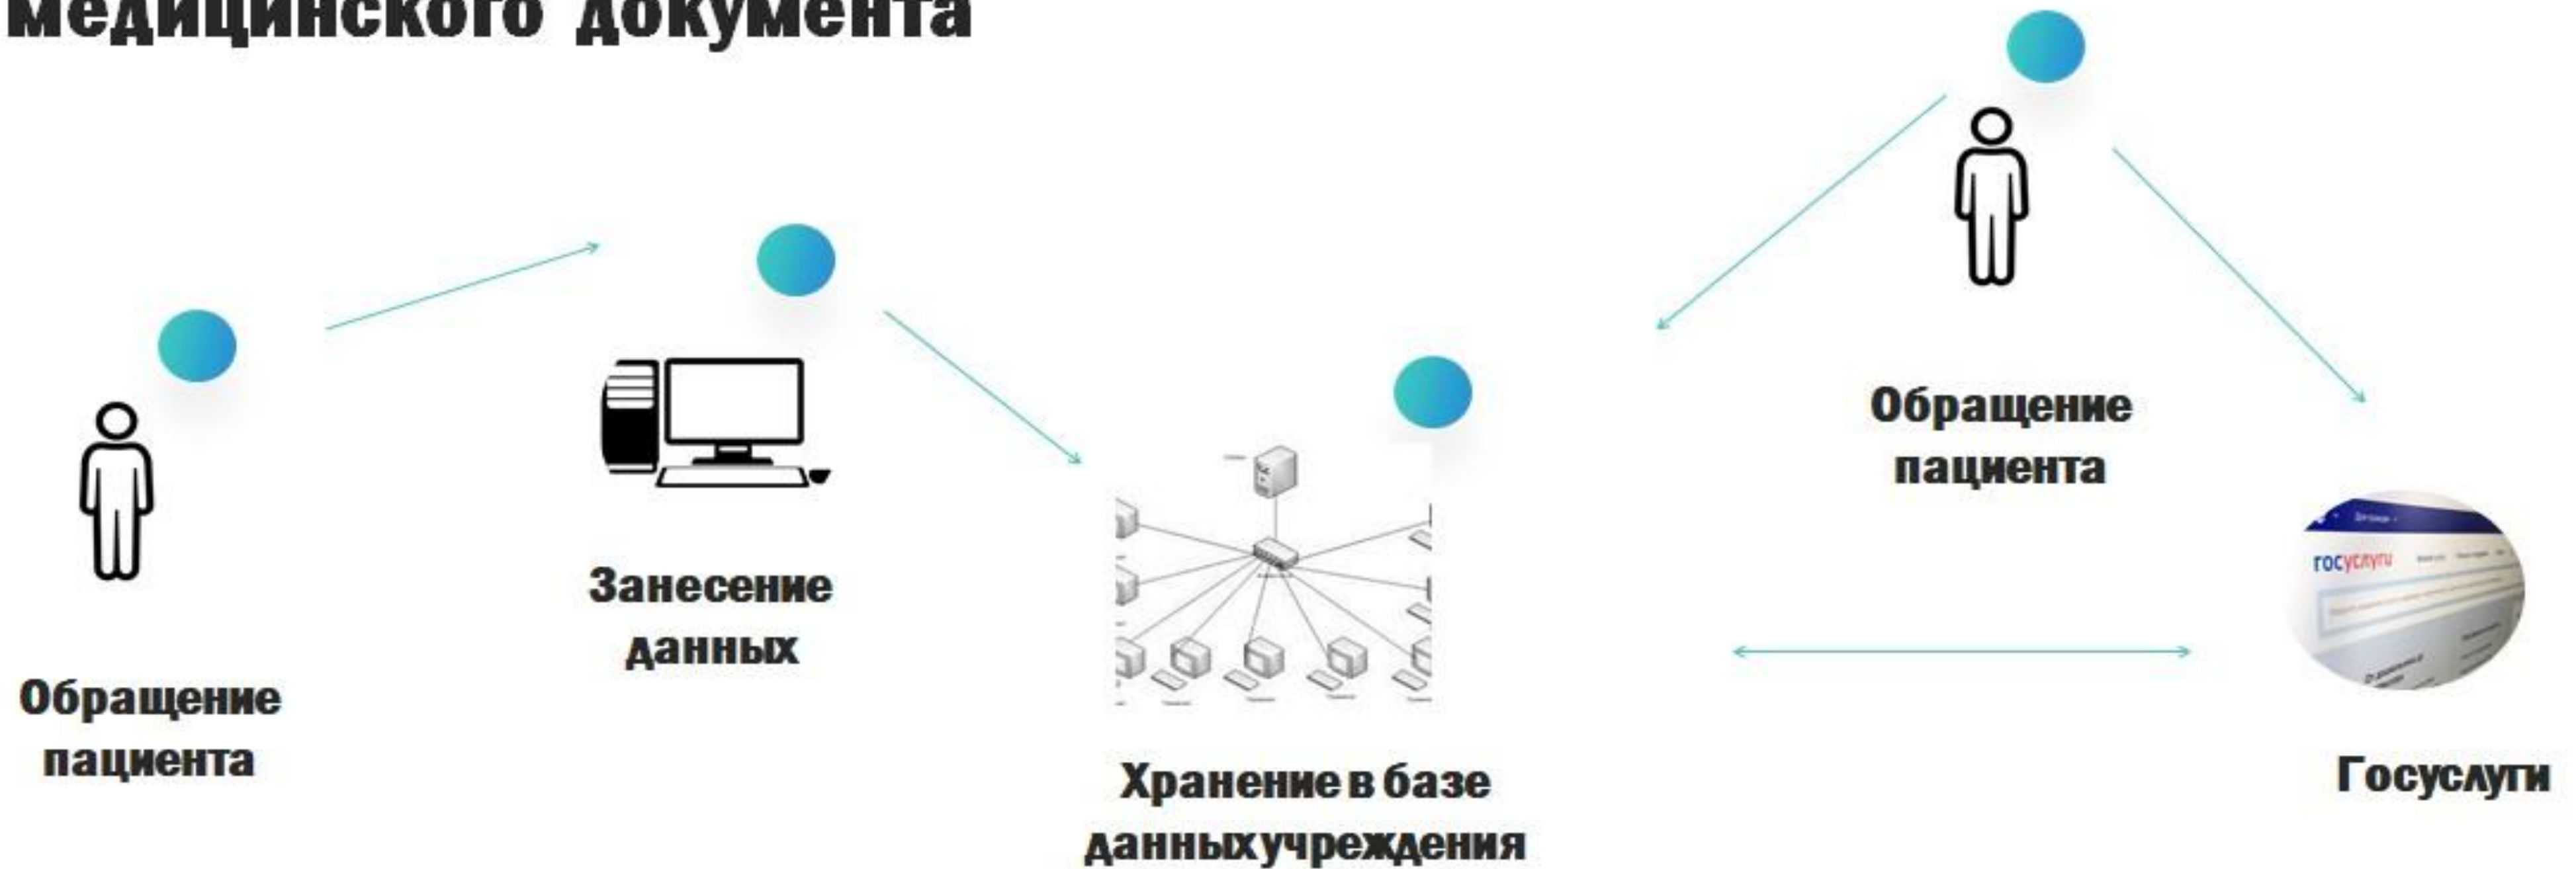 медицинского документа
Обращение
пациента
Занесение
данных
Хранение в базе
данных учреждения
Обращение
пациента
госуслуги
Госуслуги